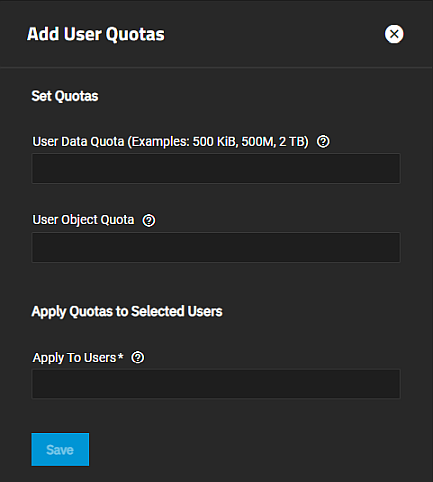 Add User Quotas
Set Quotas
User Data Quota (Examples: 500 KiB, 500M, 2 TB)
User Object Quota
Apply Quotas to Selected Users
Apply To Users*
Save